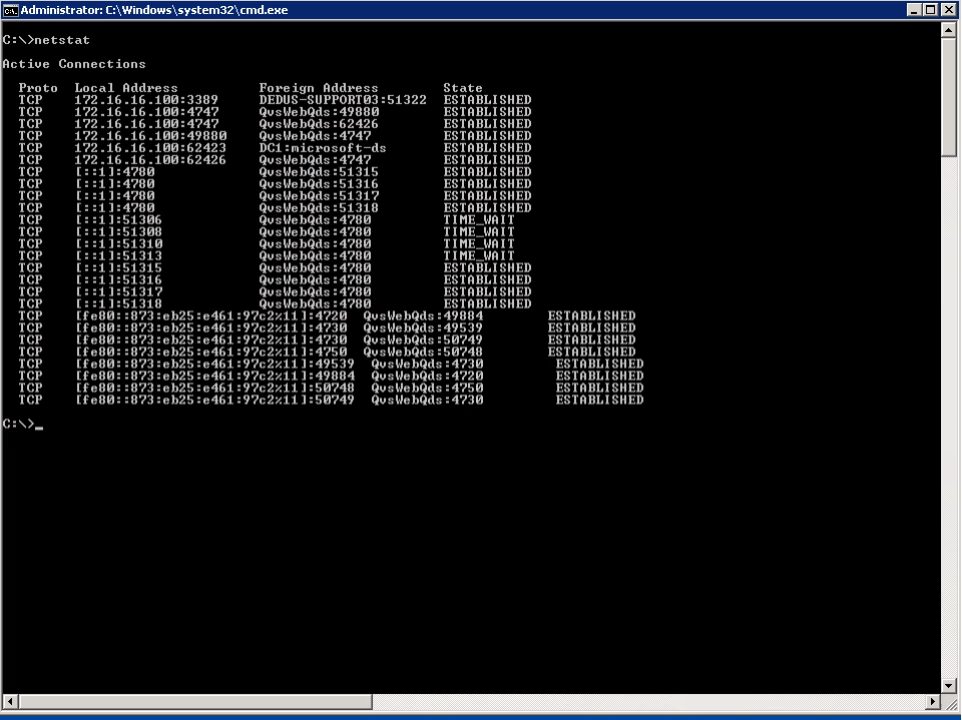 Administrator: C:\Windows\system32\cmd.exe
C:\>netstat
Active Connections
Proto Local Address Foreign Address State
TCP 172.16.16.100:3389 DEDUS-SUPPORT03:51322 ESTABLISHED
TCP 172.16.16.100:4747 QvsWebQds:49880 ESTABLISHED
TCP 172.16.16.100:4747 QvsWebQds:62426 ESTABLISHED
TCP 172.16.16.100:49880 QvsWebQds:4747 ESTABLISHED
TCP 172.16.16.100:62423 DC1:microsoft-ds ESTABLISHED
TCP 172.16.16.100:62426 QvsWebQds:4747 ESTABLISHED
TCP [::1]:4780 QvsWebQds:51315 ESTABLISHED
TCP [::1]:4780 QvsWebQds:51316 ESTABLISHED
TCP [::1]:4780 QvsWebQds:51317 ESTABLISHED
TCP [::1]:4780 QvsWebQds:51318 ESTABLISHED
TCP [::1]:51306 QvsWebQds:4780 TIME_WAIT
TCP [::1]:51308 QvsWebQds:4780 TIME_WAIT
TCP [::1]:51310 QvsWebQds:4780 TIME_WAIT
TCP [::1]:51313 QvsWebQds:4780 TIME_WAIT
TCP [::1]:51315 QvsWebQds:4780 ESTABLISHED
TCP [::1]:51316 QvsWebQds:4780 ESTABLISHED
TCP [::1]:51317 QvsWebQds:4780 ESTABLISHED
TCP [::1]:51318 QvsWebQds:4780 ESTABLISHED
TCP [fe80::873:eb25:e461:97c2%11]:4720 QvsWebQds:49884 ESTABLISHED
TCP [fe80::873:eb25:e461:97c2%11]:4730 QvsWebQds:49539 ESTABLISHED
TCP [fe80::873:eb25:e461:97c2%11]:4730 QvsWebQds:50749 ESTABLISHED
TCP [fe80::873:eb25:e461:97c2%11]:4750 QvsWebQds:50748 ESTABLISHED
TCP [fe80::873:eb25:e461:97c2%11]:49539 QvsWebQds:4730 ESTABLISHED
TCP [fe80::873:eb25:e461:97c2%11]:49884 QvsWebQds:4720 ESTABLISHED
TCP [fe80::873:eb25:e461:97c2%11]:50748 QvsWebQds:4750 ESTABLISHED
TCP [fe80::873:eb25:e461:97c2%11]:50749 QvsWebQds:4730 ESTABLISHED
C:\>_